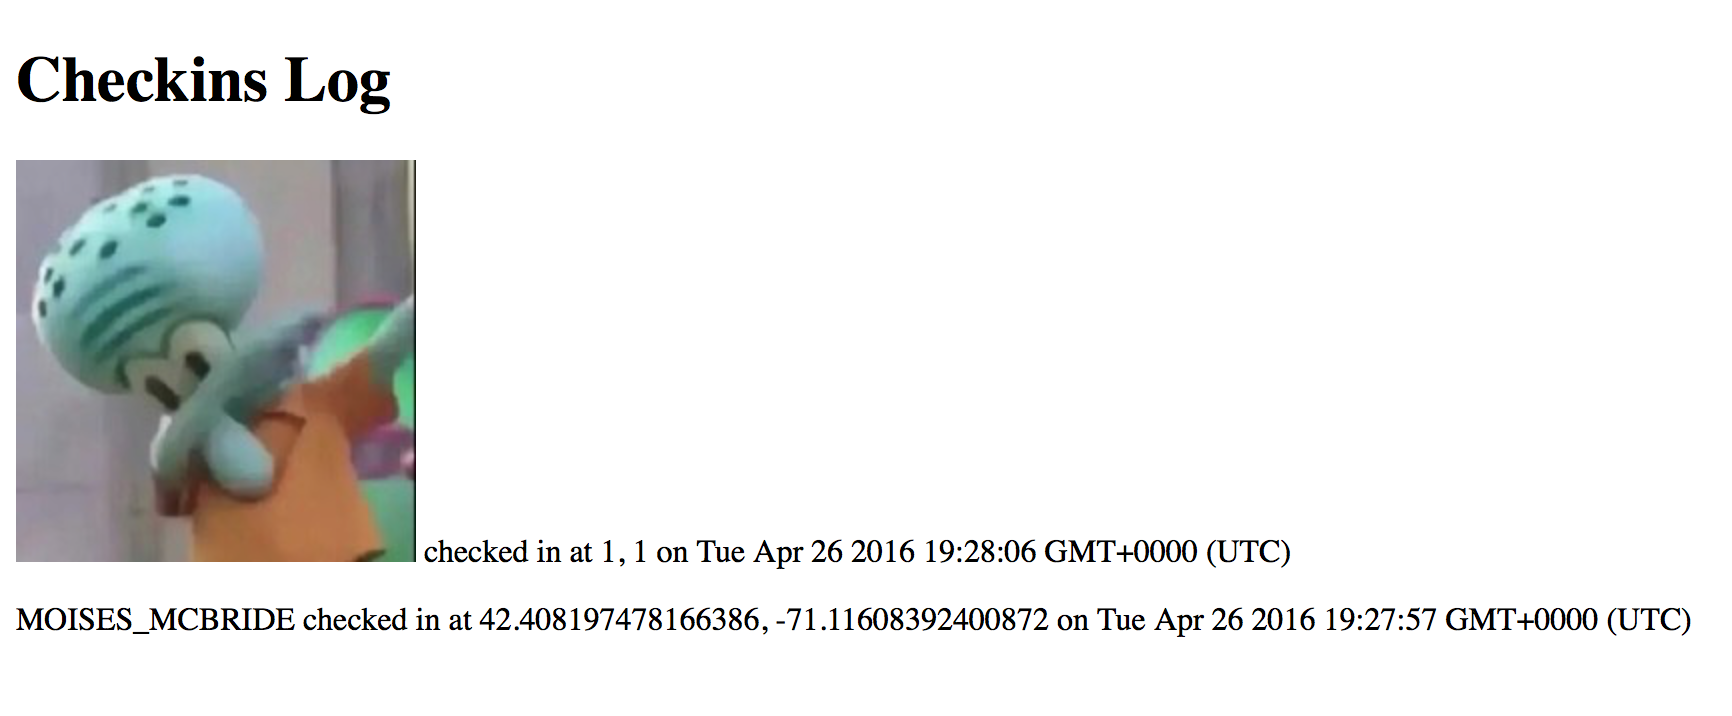 Checkins Log
checked in at 1, 1 on Tue Apr 26 2016 19:28:06 GMT+0000 (UTC)
MOISES_MCBRIDE checked in at 42.408197478166386, -71.11608392400872 on Tue Apr 26 2016 19:27:57 GMT+0000 (UTC)